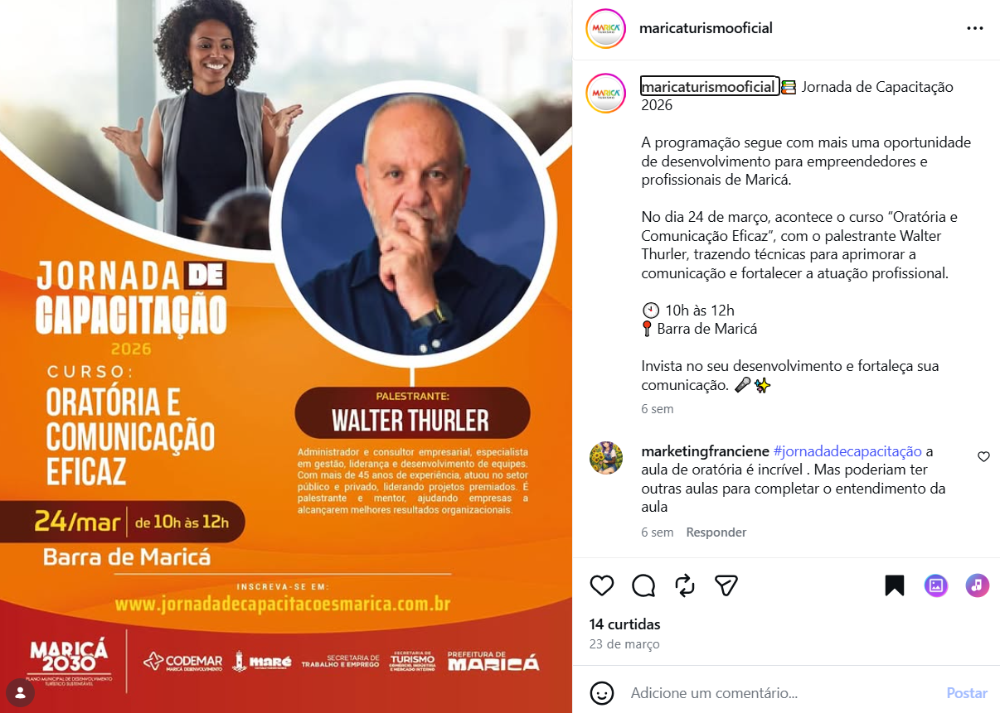 JORNADA DE
CAPACITAÇÃO
2026
CURSO:
ORATÓRIA E
COMUNICAÇÃO
EFICAZ
24/mar
de 10h às 12h
Barra de Maricá
PALESTRANTE:
WALTER THURLER
Administrador e consultor empresarial, especialista
em gestão, liderança e desenvolvimento de equipes.
Com mais de 45 anos de experiência, atuou no setor
público e privado, liderando projetos premiados. É
palestrante e mentor, ajudando empresas a
alcançarem melhores resultados organizacionais.
INSCREVA-SE EM:
www.jornadadecapacitacoesmarica.com.br
MARICÁ
2030
PLANO MUNICIPAL DE DESENVOLVIMENTO
TURÍSTICO SUSTENTÁVEL
CODEMAR
MARICÁ DESENVOLVIMENTO
maré
SECRETARIA DE
TRABALHO E EMPREGO
SECRETARIA DE
TURISMO
COMÉRCIO, INDÚSTRIA
E MERCADO INTERNO
PREFEITURA DE
MARICÁ
MARICÁ
TURISMO
maricaturismooficial
MARICÁ
TURISMO
maricaturismooficial 📚 Jornada de Capacitação
2026
A programação segue com mais uma oportunidade
de desenvolvimento para empreendedores e
profissionais de Maricá.
No dia 24 de março, acontece o curso “Oratória e
Comunicação Eficaz”, com o palestrante Walter
Thurler, trazendo técnicas para aprimorar a
comunicação e fortalecer a atuação profissional.
🕙 10h às 12h
📍 Barra de Maricá
Invista no seu desenvolvimento e fortaleça sua
comunicação. 🎤✨
6 sem
marketingfranciene #jornadadecapacitação a
aula de oratória é incrível . Mas poderiam ter
outras aulas para completar o entendimento da
aula
6 sem Responder
14 curtidas
23 de março
Adicione um comentário... Postar